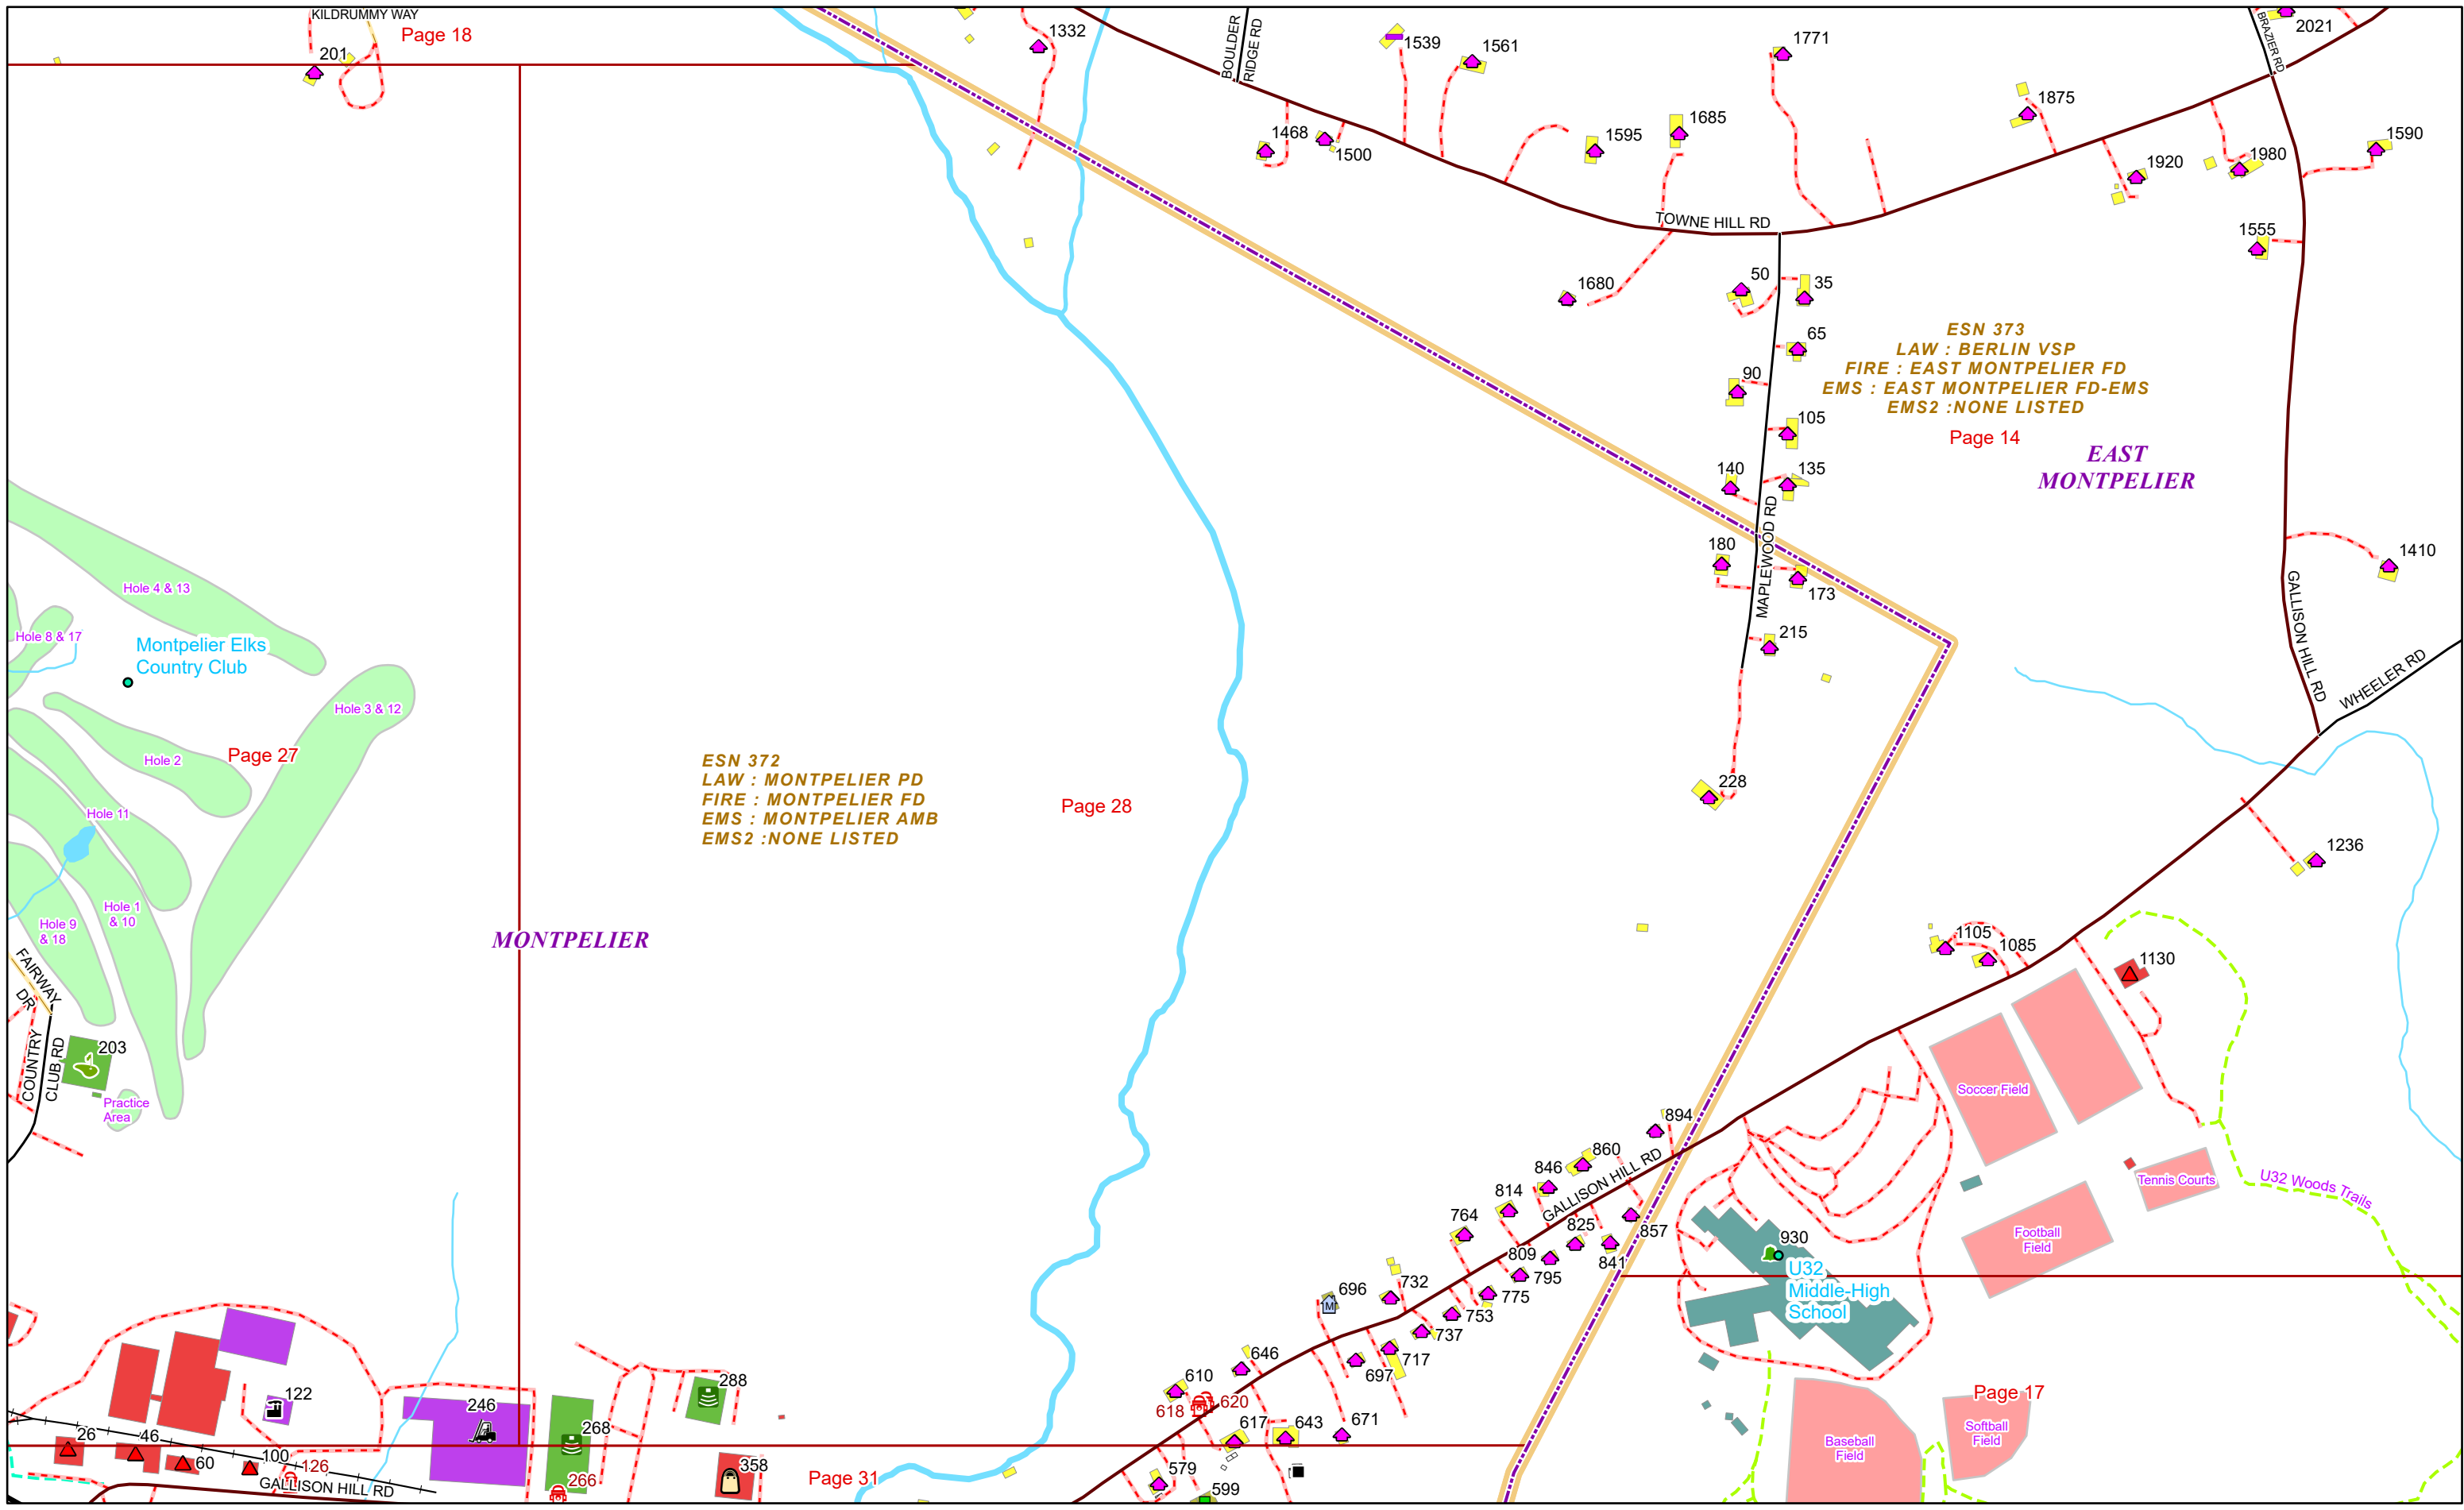 KILDRUMMY WAY
Page 18
201
1332
BOULDER
RIDGE RD
1539
1561
1771
BRAZIER RD
2021
1468
1500
1595
1685
1875
1920
1980
1590
TOWNE HILL RD
1555
1680
50
35
65
90
105
140
135
ESN 373
LAW : BERLIN VSP
FIRE : EAST MONTPELIER FD
EMS : EAST MONTPELIER FD-EMS
EMS2 :NONE LISTED
Page 14
EAST
MONTPELIER
MAPLEWOOD RD
180
173
215
228
1410
GALLISON HILL RD
WHEELER RD
1236
Hole 4 & 13
Hole 8 & 17
Montpelier Elks
Country Club
Hole 3 & 12
Hole 2
Page 27
Hole 11
Hole 1
& 10
Hole 9
& 18
ESN 372
LAW : MONTPELIER PD
FIRE : MONTPELIER FD
EMS : MONTPELIER AMB
EMS2 :NONE LISTED
Page 28
MONTPELIER
FAIRWAY
DR
COUNTRY
CLUB RD
203
Practice
Area
1105
1085
1130
Soccer Field
Tennis Courts
U32 Woods Trails
Football
Field
894
860
846
814
764
GALLISON HILL RD
857
825
841
809
795
775
753
737
732
717
697
696
M
646
610
618
620
617
643
671
579
599
930
U32
Middle-High
School
Page 17
Softball
Field
Baseball
Field
122
246
288
268
266
358
Page 31
26
46
60
100
126
GALLISON HILL RD